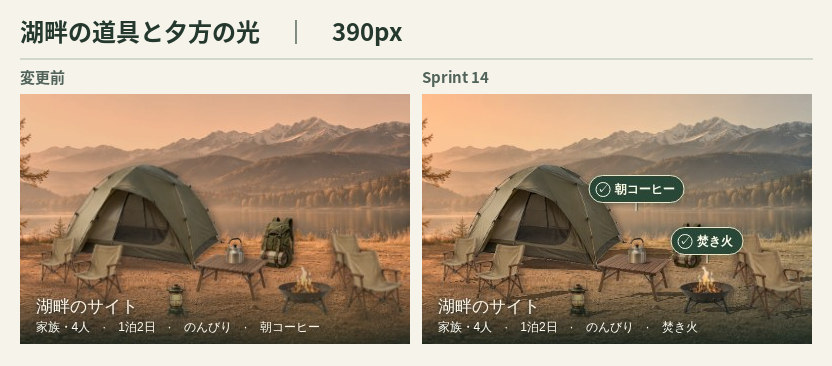 湖畔の道具と夕方の光 | 390px
変更前
湖畔のサイト
家族・4人 · 1泊2日 · のんびり · 朝コーヒー
Sprint 14
朝コーヒー
焚き火
湖畔のサイト
家族・4人 · 1泊2日 · のんびり · 焚き火